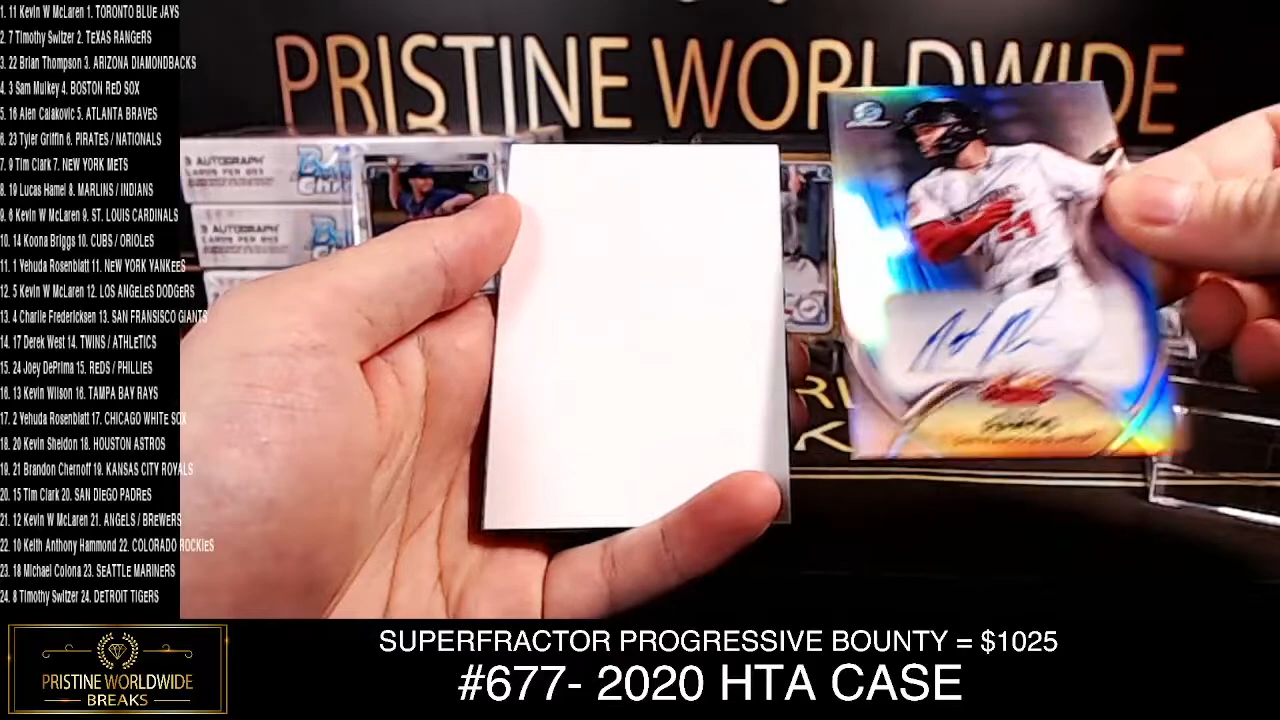 1. 11 Kevin W McLaren 1. TORONTO BLUE JAYS
2. 7 Timothy Switzer 2. TEXAS RANGERS
3. 22 Brian Thompson 3. ARIZONA DIAMONDBACKS
4. 3 Sam Mulkey 4. BOSTON RED SOX
5. 16 Alen Calakovic 5. ATLANTA BRAVES
6. 23 Tyler Griffin 6. PIRATES / NATIONALS
7. 9 Tim Clark 7. NEW YORK METS
8. 19 Lucas Hamel 8. MARLINS / INDIANS
9. 6 Kevin W McLaren 9. ST. LOUIS CARDINALS
10. 14 Koona Briggs 10. CUBS / ORIOLES
11. 1 Yehuda Rosenblatt 11. NEW YORK YANKEES
12. 5 Kevin W McLaren 12. LOS ANGELES DODGERS
13. 4 Charlie Fredericksen 13. SAN FRANSISCO GIANTS
14. 17 Derek West 14. TWINS / ATHLETICS
15. 24 Joey DePrima 15. REDS / PHILLIES
16. 13 Kevin Wilson 16. TAMPA BAY RAYS
17. 2 Yehuda Rosenblatt 17. CHICAGO WHITE SOX
18. 20 Kevin Sheldon 18. HOUSTON ASTROS
19. 21 Brandon Chernoff 19. KANSAS CITY ROYALS
20. 15 Tim Clark 20. SAN DIEGO PADRES
21. 12 Kevin W McLaren 21. ANGELS / BREWERS
22. 10 Keith Anthony Hammond 22. COLORADO ROCKIES
23. 18 Michael Colona 23. SEATTLE MARINERS
24. 8 Timothy Switzer 24. DETROIT TIGERS
PRISTINE WORLDWIDE
3 AUTOGRAPH
CARDS PER BOX
3 AUTOGRAPH
CARDS PER BOX
SUPERFRACTOR PROGRESSIVE BOUNTY = $1025
#677- 2020 HTA CASE
PRISTINE WORLDWIDE
BREAKS